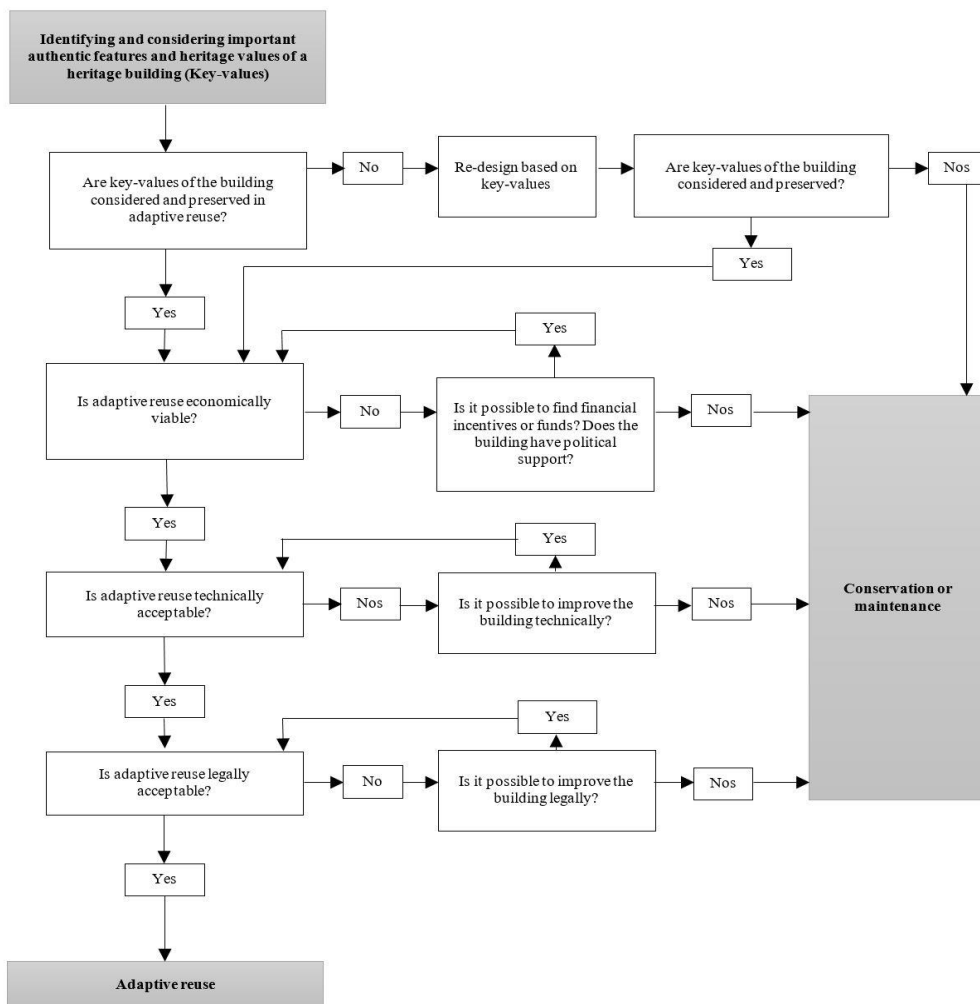 Identifying and considering important
authentic features and heritage values of a
heritage building (Key-values)
Are key-values of the building
considered and preserved in
adaptive reuse?
No
Re-design based on
key-values
Are key-values of the building
considered and preserved?
Nos
Yes
Yes
Yes
Is adaptive reuse economically
viable?
No
Is it possible to find financial
incentives or funds? Does the
building have political
support?
Nos
Yes
Yes
Is adaptive reuse technically
acceptable?
Nos
Is it possible to improve the
building technically?
Nos
Conservation or
maintenance
Yes
Yes
Is adaptive reuse legally
acceptable?
No
Is it possible to improve the
building legally?
Nos
Yes
Adaptive reuse